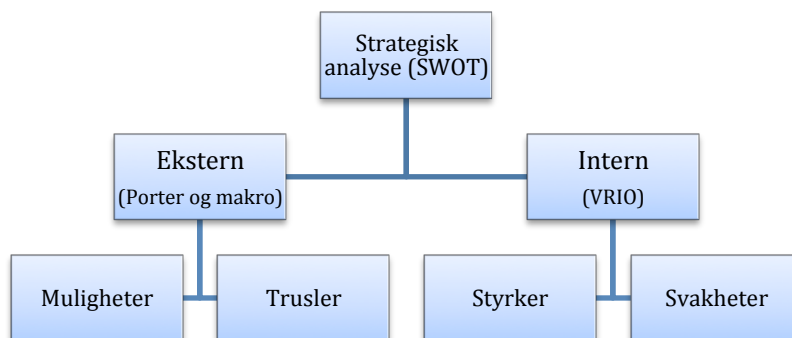 Strategisk
analyse (SWOT)
Ekstern
(Porter og makro)
Intern
(VRIO)
Muligheter
Trusler
Styrker
Svakheter